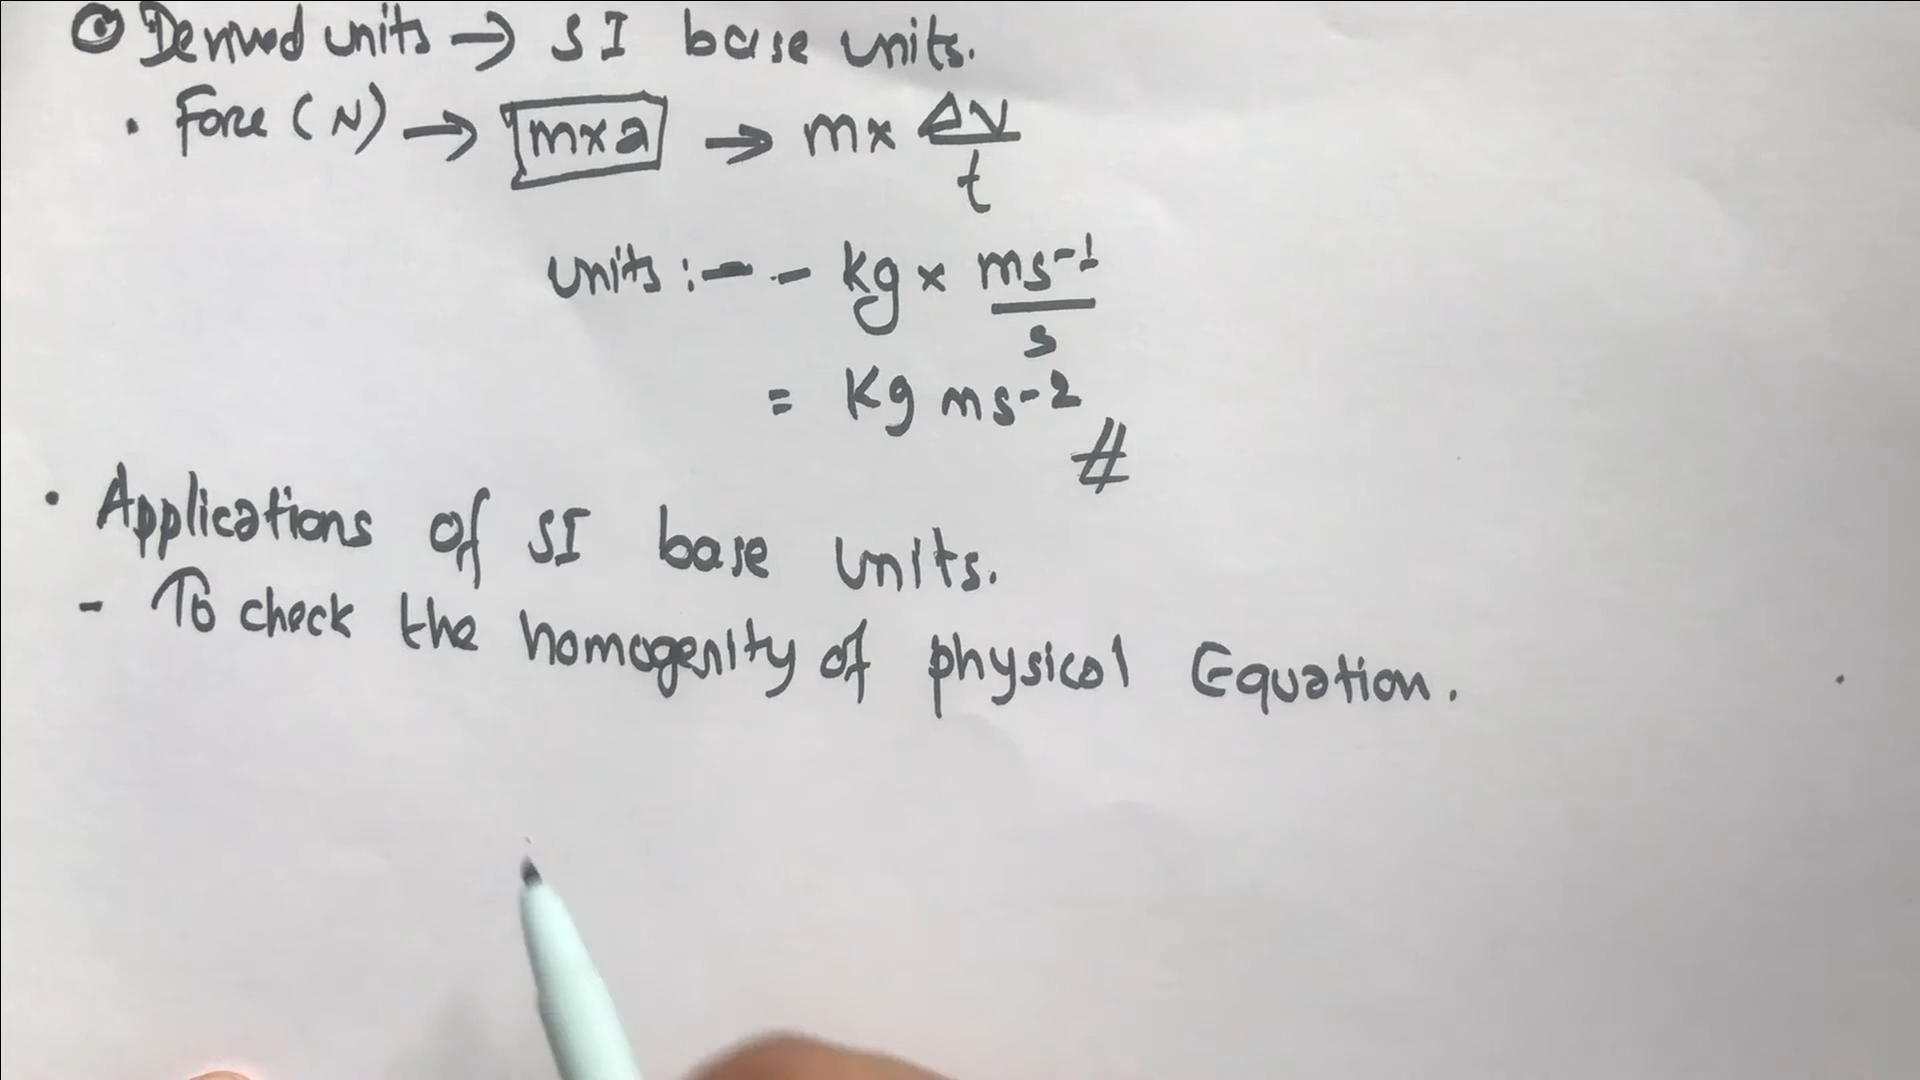 Derived units → SI base units.
· Force (N) → m×a → m× ΔV/t
units :- - kg × ms-1/s
= Kg ms-2 #
· Applications of SI base units.
- To check the homogenity of physical Equation.